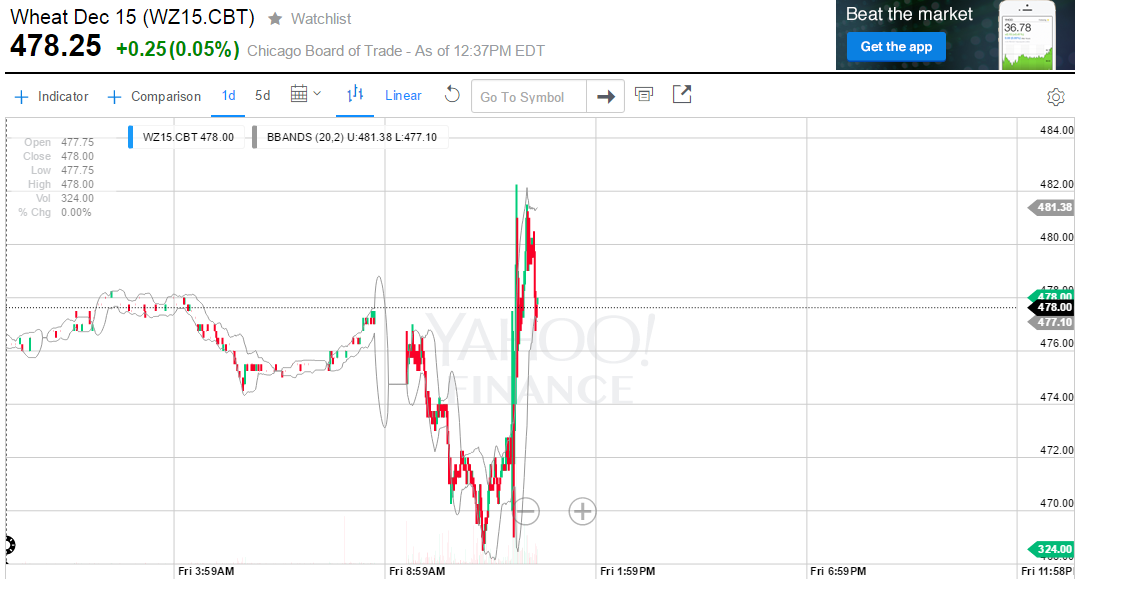 Wheat Dec 15 (WZ15.CBT) ★ Watchlist
478.25 +0.25(0.05%) Chicago Board of Trade - As of 12:37PM EDT
Beat the market
Get the app
36.78
+ Indicator + Comparison 1d 5d Linear Go To Symbol
WZ15.CBT 478.00 BBANDS (20,2) U:481.38 L:477.10
Open 477.75
Close 478.00
Low 477.75
High 478.00
Vol 324.00
% Chg 0.00%
484.00
482.00
481.38
480.00
478.00
478.00
478.00
477.10
476.00
474.00
472.00
470.00
324.00
YAHOO!
FINANCE
Fri 3:59AM Fri 8:59AM Fri 1:59PM Fri 6:59PM Fri 11:58P